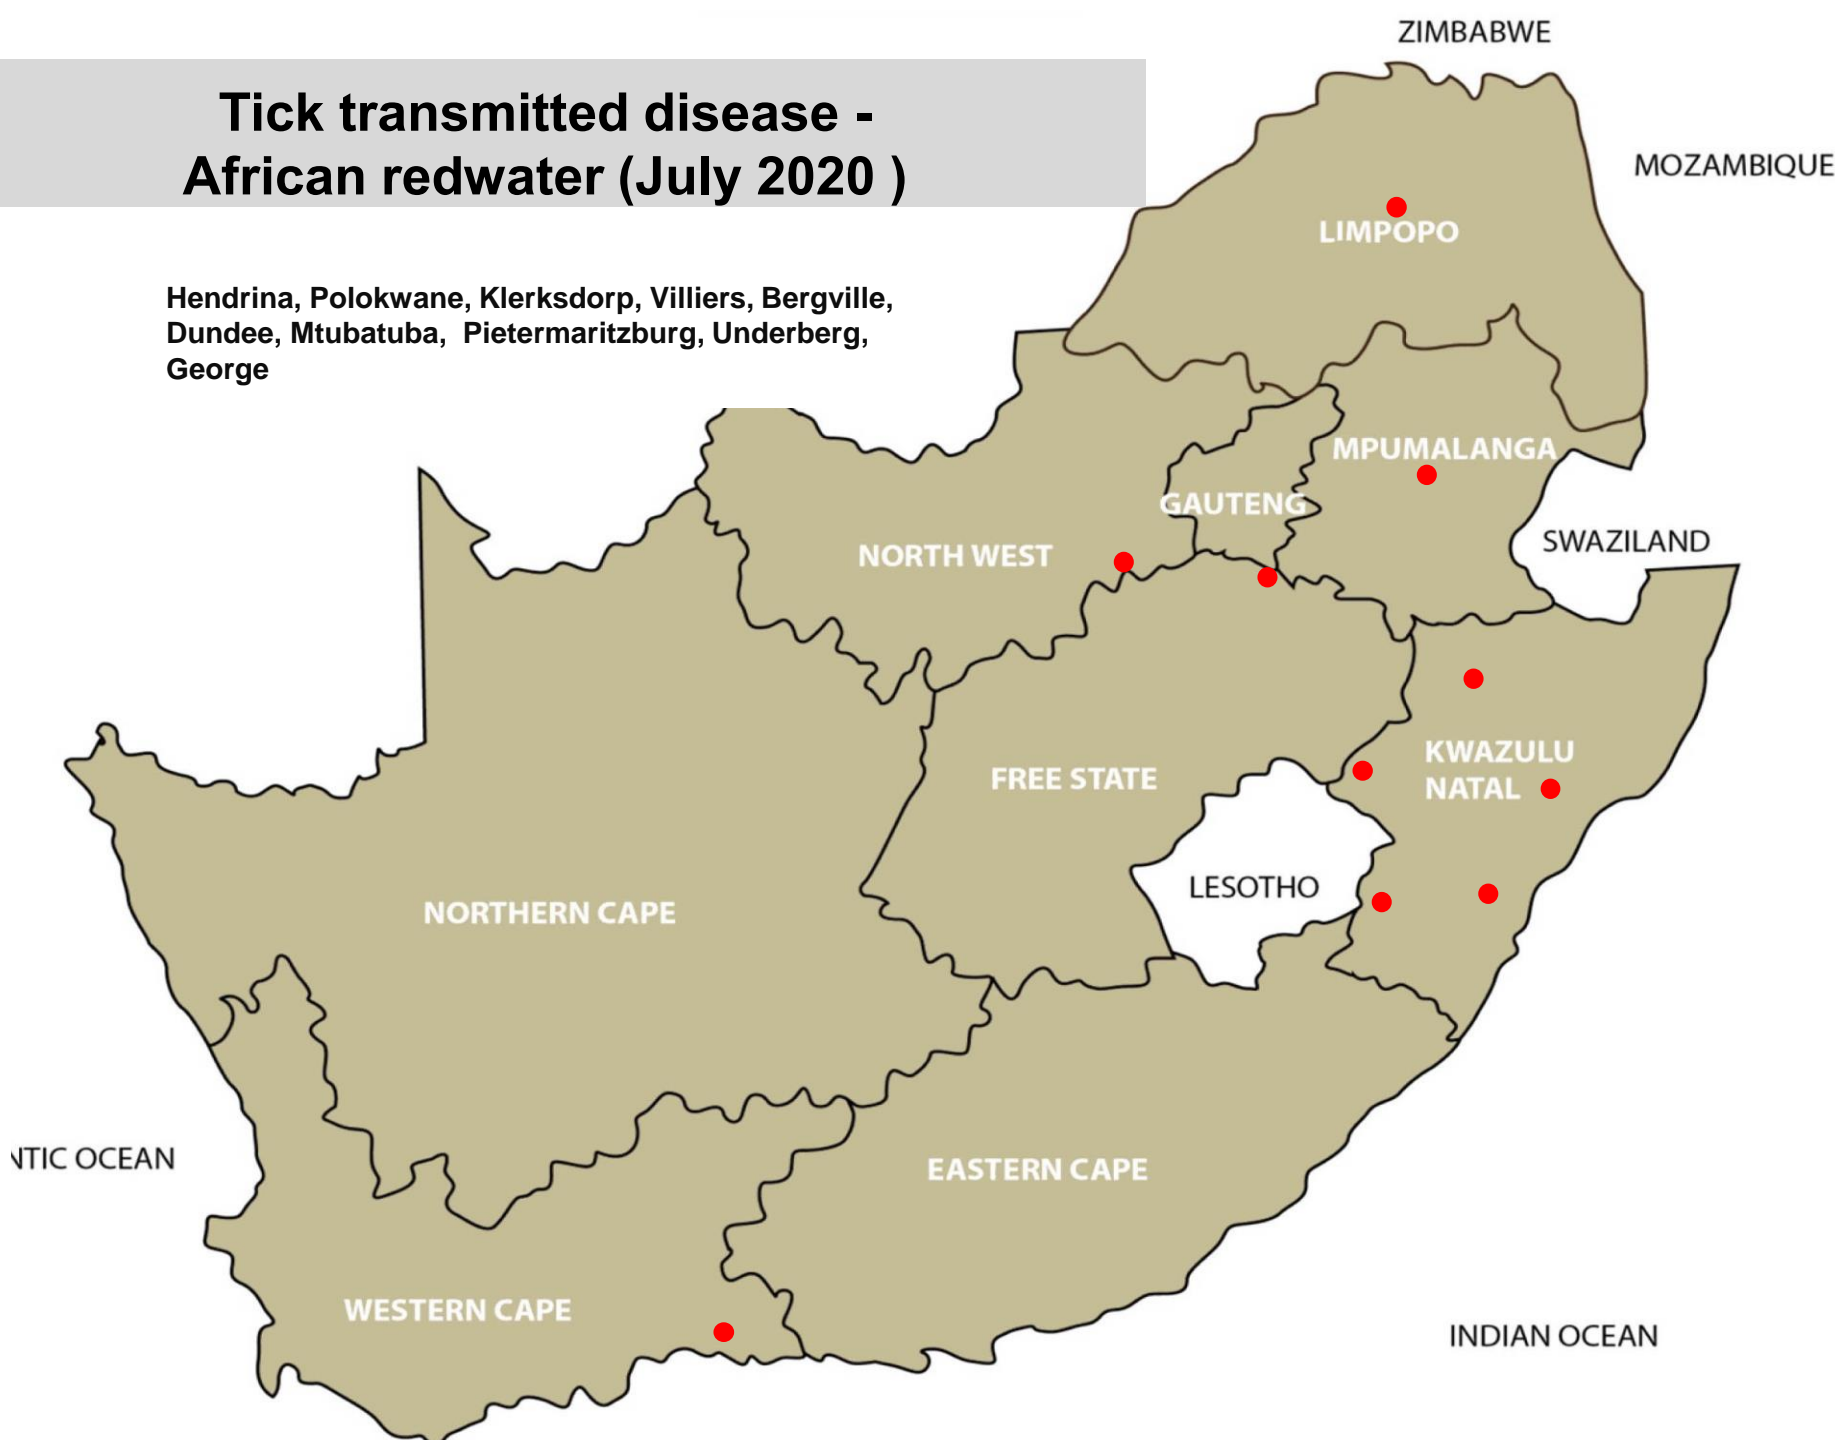 ZIMBABWE
Tick transmitted disease -
African redwater (July 2020 )
MOZAMBIQUE
LIMPOPO
Hendrina, Polokwane, Klerksdorp, Villiers, Bergville,
Dundee, Mtubatuba, Pietermaritzburg, Underberg,
George
MPUMALANGA
GAUTENG
SWAZILAND
NORTH WEST
KWAZULU
NATAL
FREE STATE
LESOTHO
NORTHERN CAPE
NTIC OCEAN
EASTERN CAPE
WESTERN CAPE
INDIAN OCEAN